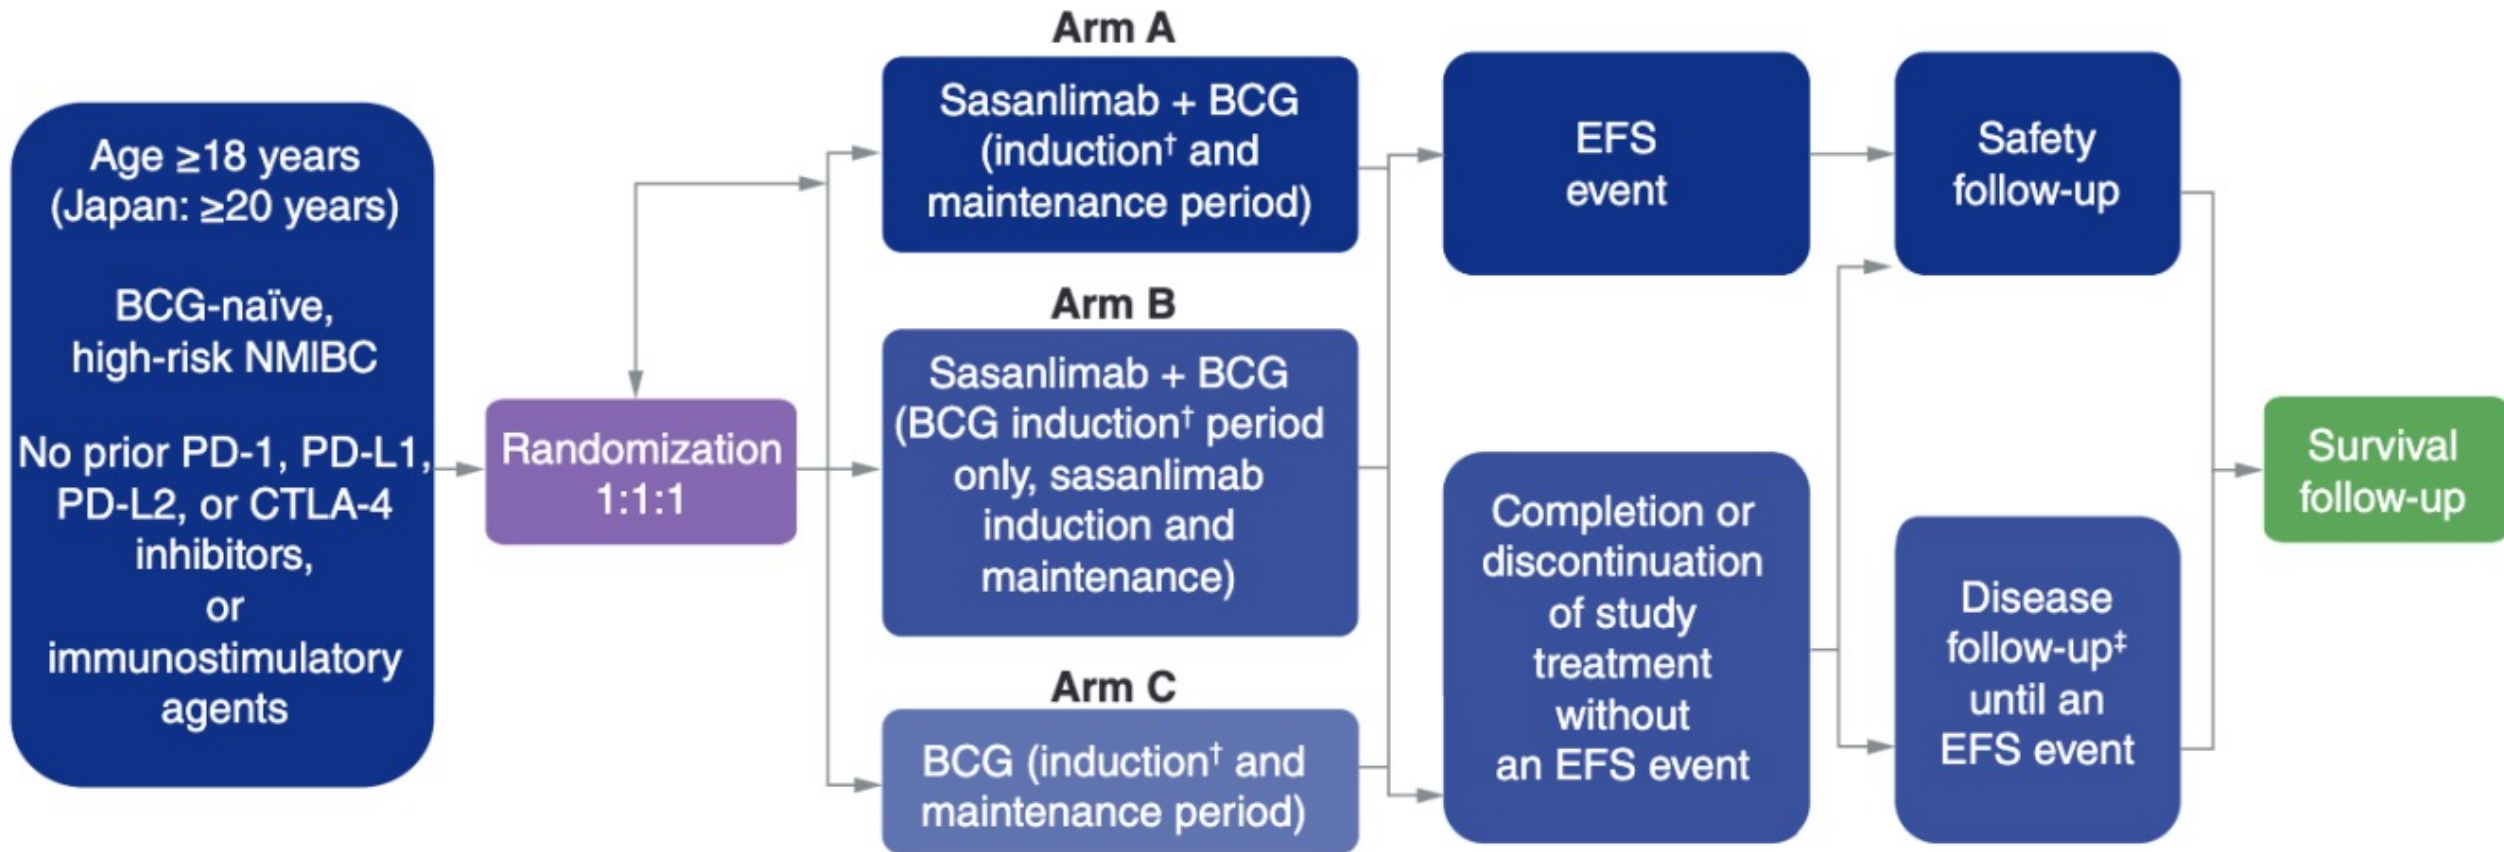 Age ≥18 years
(Japan: ≥20 years)
BCG-naïve,
high-risk NMIBC
No prior PD-1, PD-L1,
PD-L2, or CTLA-4
inhibitors,
or
immunostimulatory
agents
Randomization
1:1:1
Arm A
Sasanlimab + BCG
(induction† and
maintenance period)
Arm B
Sasanlimab + BCG
(BCG induction† period
only, sasanlimab
induction and
maintenance)
Arm C
BCG (induction† and
maintenance period)
EFS
event
Completion or
discontinuation
of study
treatment
without
an EFS event
Safety
follow-up
Disease
follow-up‡
until an
EFS event
Survival
follow-up